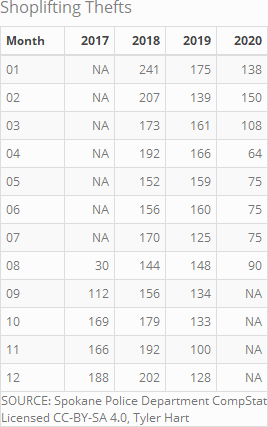 Shoplifting Thefts
Month 2017 2018 2019 2020
01 NA 241 175 138
02 NA 207 139 150
03 NA 173 161 108
04 NA 192 166 64
05 NA 152 159 75
06 NA 156 160 75
07 NA 170 125 75
08 30 144 148 90
09 112 156 134 NA
10 169 179 133 NA
11 166 192 100 NA
12 188 202 128 NA
SOURCE: Spokane Police Department CompStat
Licensed CC-BY-SA 4.0, Tyler Hart